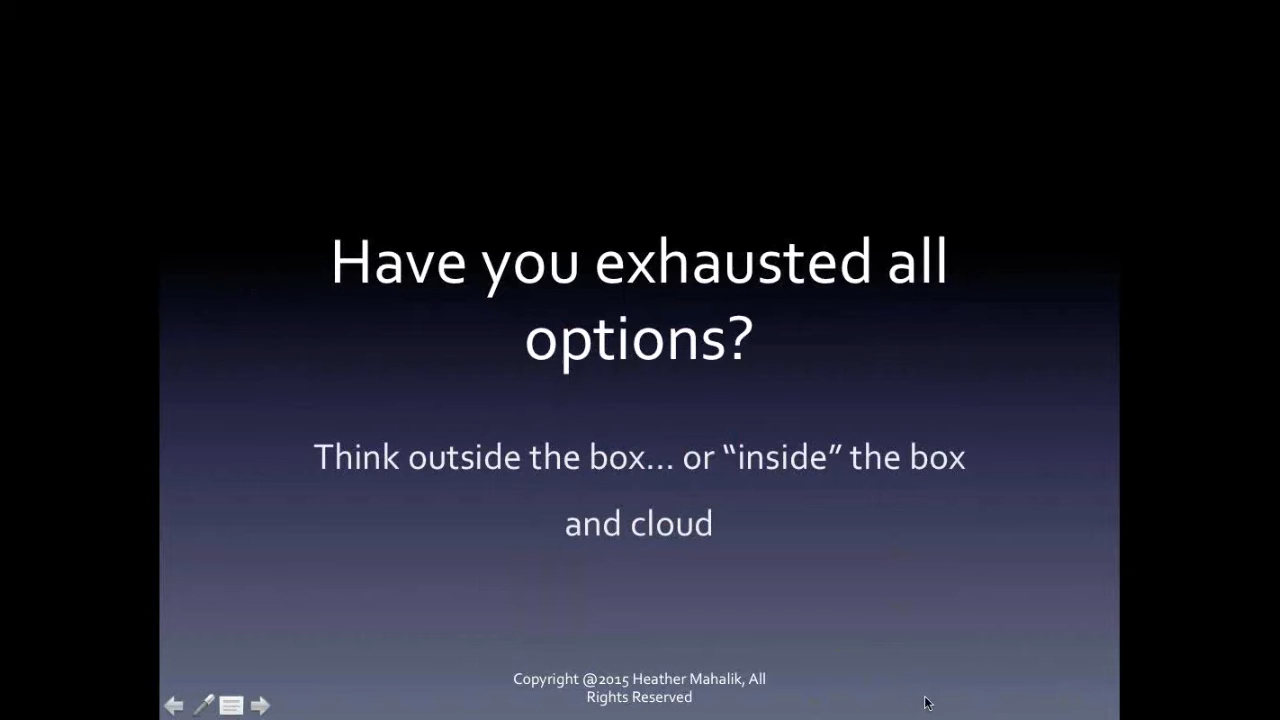 Have you exhausted all
options?
Think outside the box… or “inside” the box
and cloud
Copyright @2015 Heather Mahalik, All
Rights Reserved